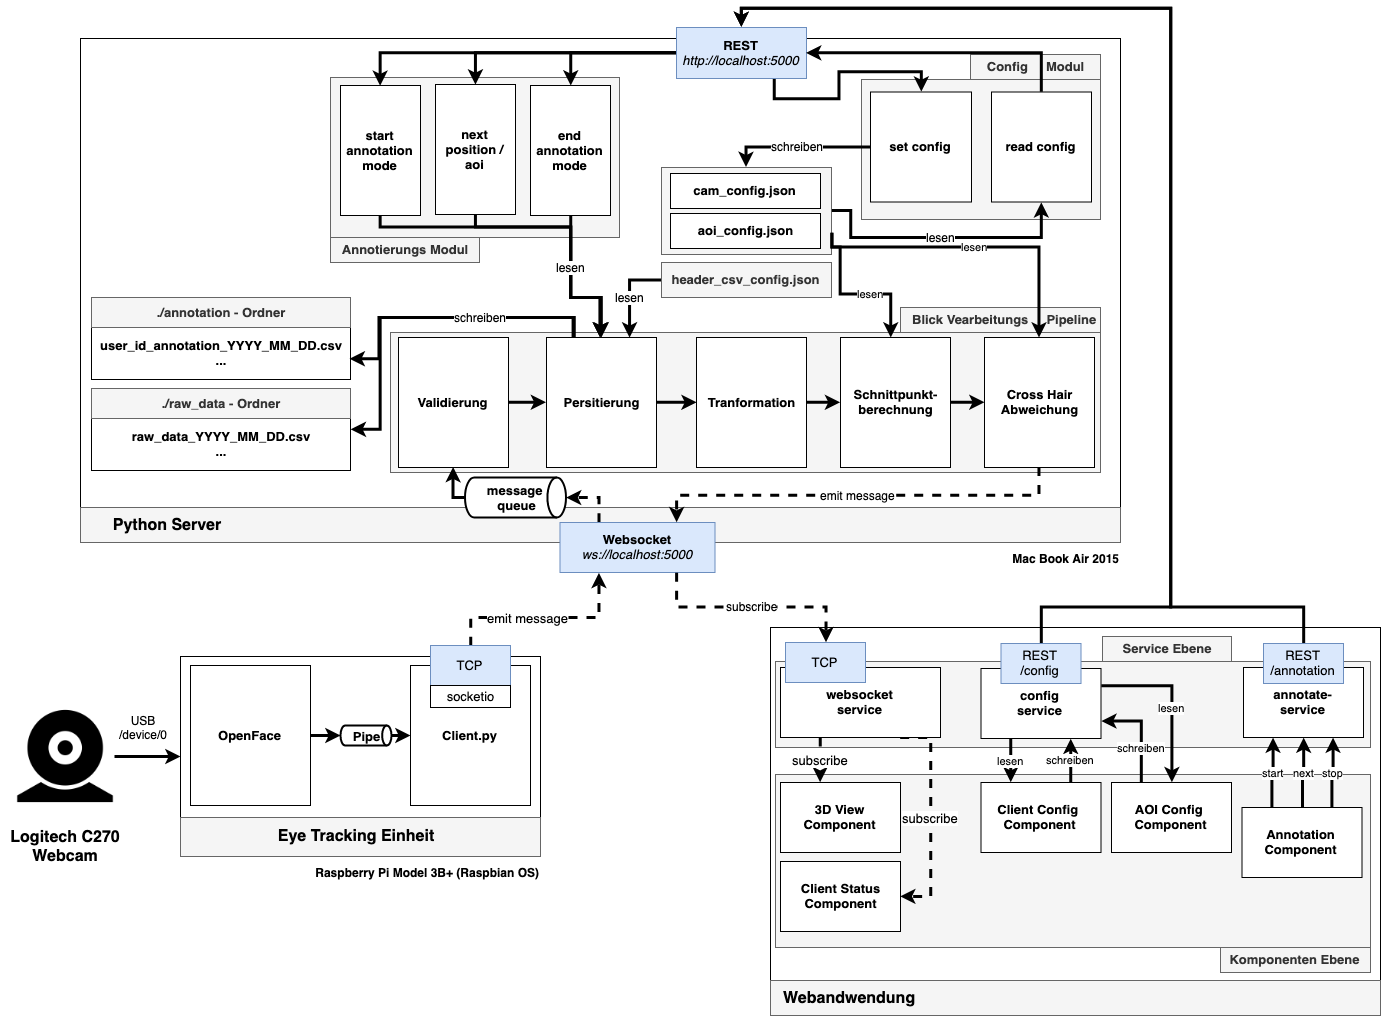 REST
http://localhost:5000
Config Modul
start
annotation
mode
next
position /
aoi
end
annotation
mode
set config
read config
schreiben
cam_config.json
aoi_config.json
lesen
lesen
Annotierungs Modul
lesen
header_csv_config.json
lesen
lesen
./annotation - Ordner
user_id_annotation_YYYY_MM_DD.csv
...
schreiben
Blick Vearbeitungs Pipeline
./raw_data - Ordner
raw_data_YYYY_MM_DD.csv
...
Validierung
Persitierung
Tranformation
Schnittpunkt-
berechnung
Cross Hair
Abweichung
message
queue
emit message
Python Server
Websocket
ws://localhost:5000
Mac Book Air 2015
emit message
subscribe
TCP
socketio
OpenFace
Pipe
Client.py
USB
/device/0
Eye Tracking Einheit
Logitech C270
Webcam
Raspberry Pi Model 3B+ (Raspbian OS)
Service Ebene
TCP
websocket
service
REST
/config
config
service
REST
/annotation
annotate-
service
lesen
subscribe
lesen
schreiben
schreiben
start
next
stop
3D View
Component
subscribe
Client Config
Component
AOI Config
Component
Annotation
Component
Client Status
Component
Komponenten Ebene
Webandwendung